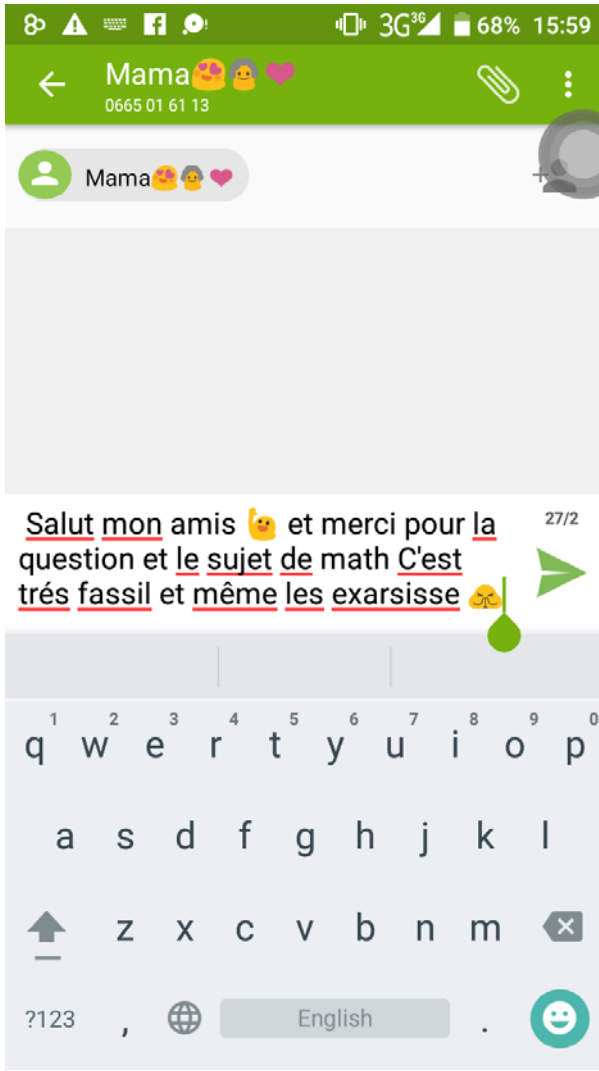 3G 3G 68% 15:59
Mama😍👵❤
0665 01 61 13
Mama😍👵❤
Salut mon amis 🙋 et merci pour la
27/2
question et le sujet de math C'est
trés fassil et même les exarsisse 🙏
1 2 3 4 5 6 7 8 9 0
q w e r t y u i o p
a s d f g h j k l
z x c v b n m
?123 , English .